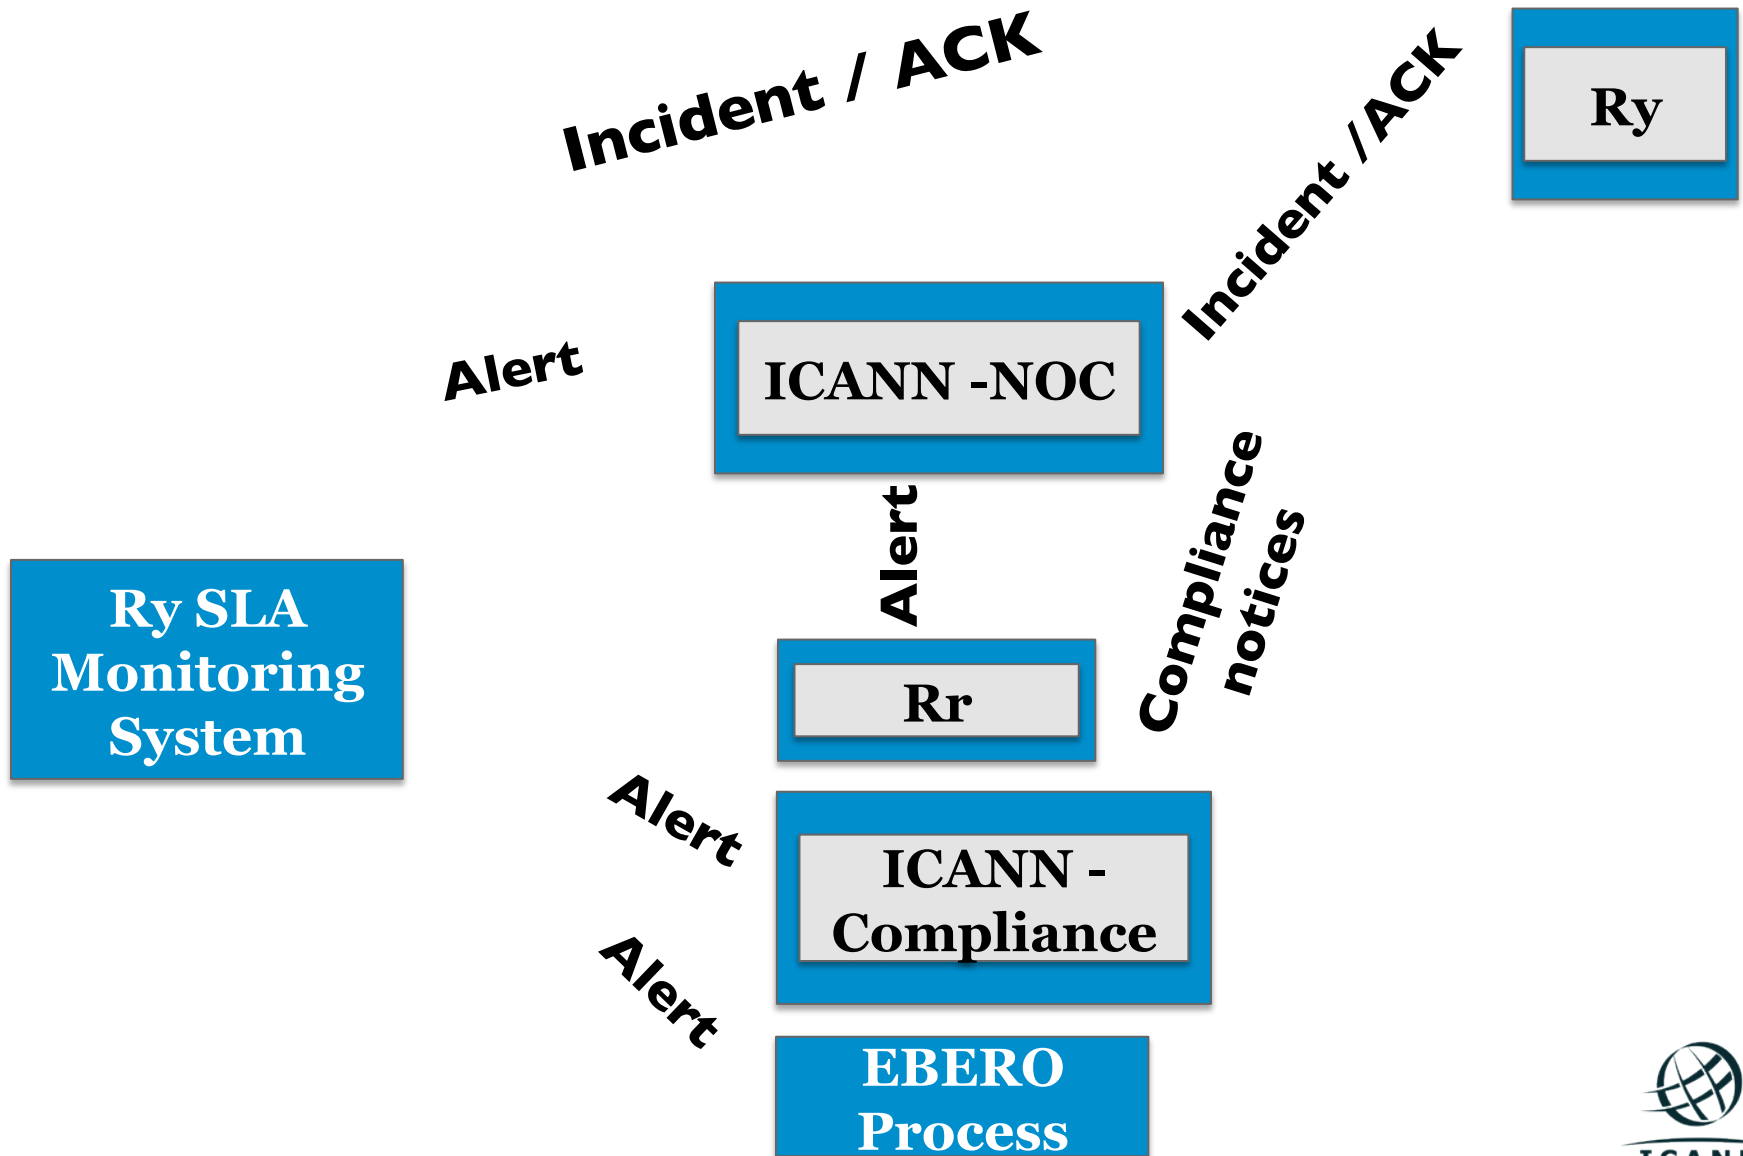 Incident / ACK
Incident /ACK
Ry
ICANN -NOC
Alert
Alert
Compliance
notices
Ry SLA
Monitoring
System
Rr
Alert
ICANN -
Compliance
Alert
EBERO
Process